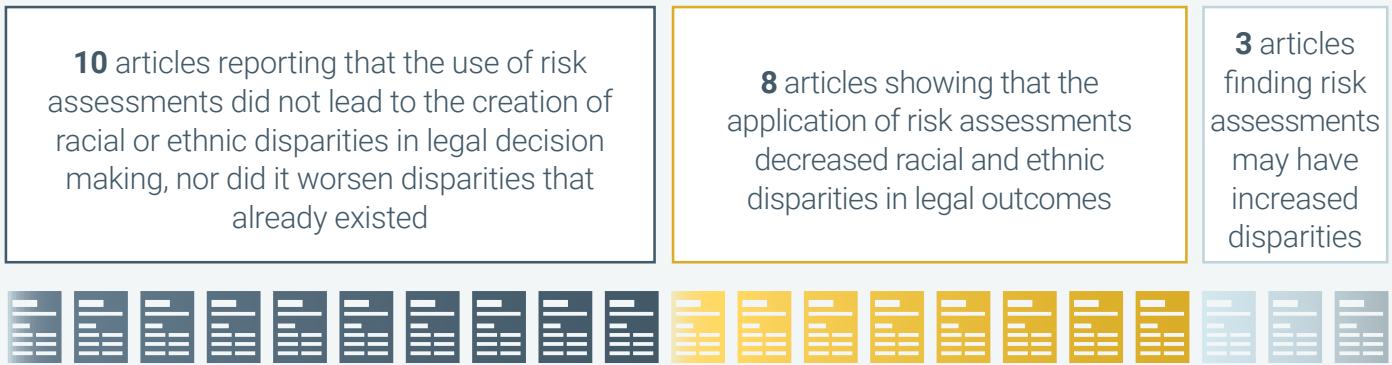 10 articles reporting that the use of risk
assessments did not lead to the creation of
racial or ethnic disparities in legal decision
making, nor did it worsen disparities that
already existed
8 articles showing that the
application of risk assessments
decreased racial and ethnic
disparities in legal outcomes
3 articles
finding risk
assessments
may have
increased
disparities